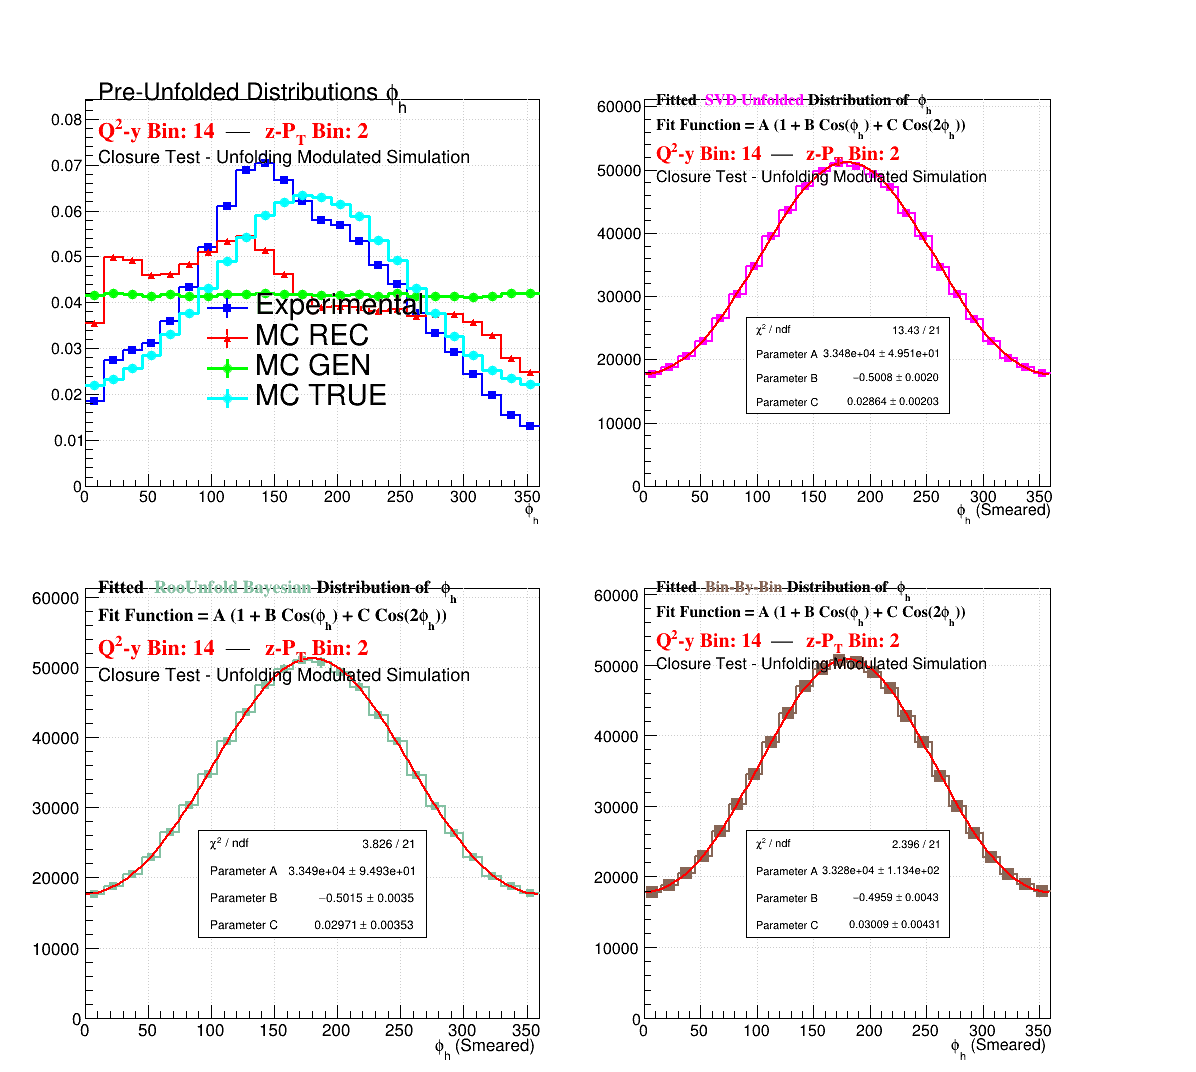 Pre-Unfolded Distributions ϕh
Q²-y Bin: 14 — z-PT Bin: 2
Closure Test - Unfolding Modulated Simulation
0.08
0.07
0.06
0.05
0.04
0.03
0.02
0.01
0
Experimental
MC REC
MC GEN
MC TRUE
0 50 100 150 200 250 300 350
ϕh
Fitted SVD Unfolded Distribution of ϕh
Fit Function = A (1 + B Cos(ϕh) + C Cos(2ϕh))
Q²-y Bin: 14 — z-PT Bin: 2
Closure Test - Unfolding Modulated Simulation
60000
50000
40000
30000
20000
10000
0
χ² / ndf 13.43 / 21
Parameter A 3.348e+04 ± 4.951e+01
Parameter B −0.5008 ± 0.0020
Parameter C 0.02864 ± 0.00203
0 50 100 150 200 250 300 350
ϕh (Smeared)
Fitted RooUnfold Bayesian Distribution of ϕh
Fit Function = A (1 + B Cos(ϕh) + C Cos(2ϕh))
Q²-y Bin: 14 — z-PT Bin: 2
Closure Test - Unfolding Modulated Simulation
60000
50000
40000
30000
20000
10000
0
χ² / ndf 3.826 / 21
Parameter A 3.349e+04 ± 9.493e+01
Parameter B −0.5015 ± 0.0035
Parameter C 0.02971 ± 0.00353
0 50 100 150 200 250 300 350
ϕh (Smeared)
Fitted Bin-By-Bin Distribution of ϕh
Fit Function = A (1 + B Cos(ϕh) + C Cos(2ϕh))
Q²-y Bin: 14 — z-PT Bin: 2
Closure Test - Unfolding Modulated Simulation
60000
50000
40000
30000
20000
10000
0
χ² / ndf 2.396 / 21
Parameter A 3.328e+04 ± 1.134e+02
Parameter B −0.4959 ± 0.0043
Parameter C 0.03009 ± 0.00431
0 50 100 150 200 250 300 350
ϕh (Smeared)